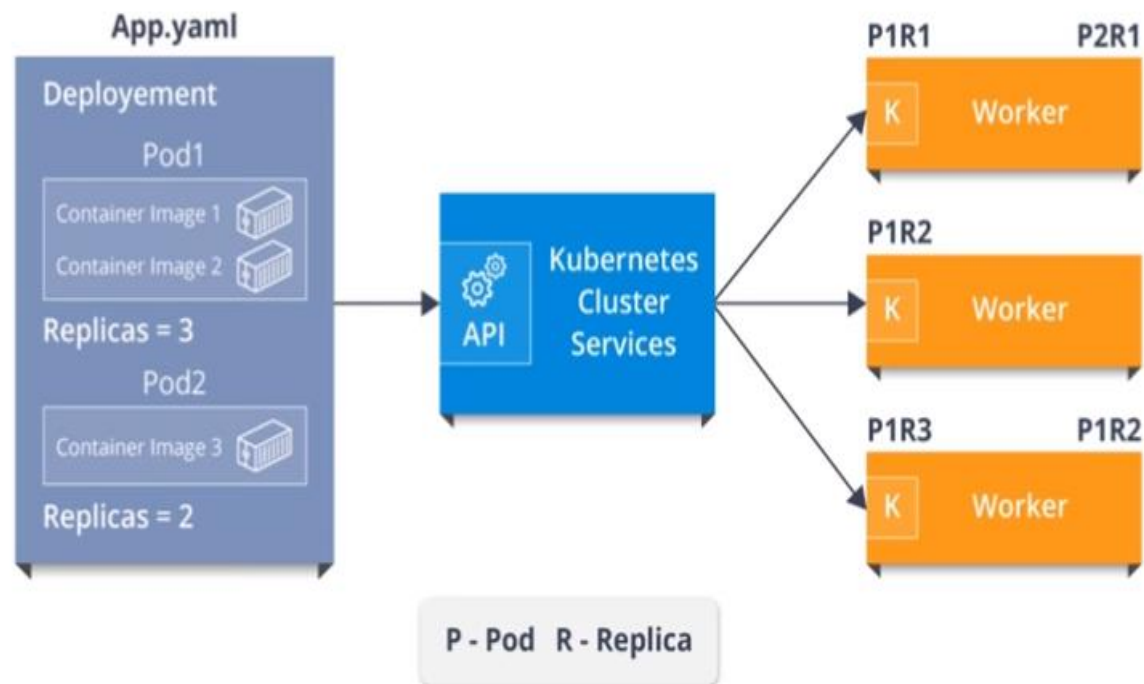 App.yaml
Deployement
Pod1
Container Image 1
Container Image 2
Replicas = 3
Pod2
Container Image 3
Replicas = 2
API
Kubernetes
Cluster
Services
P1R1 P2R1
K Worker
P1R2
K Worker
P1R3 P1R2
K Worker
P - Pod R - Replica